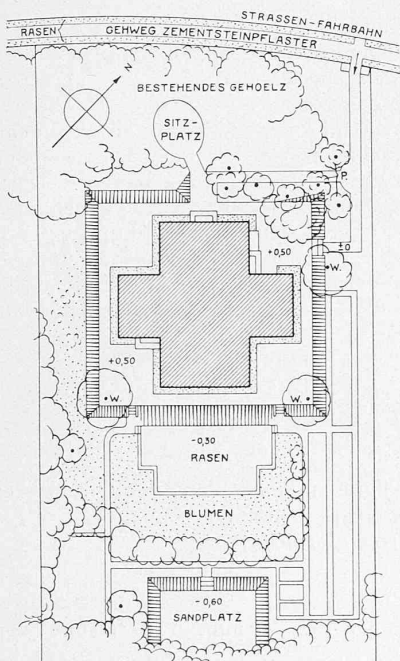 STRASSEN-FAHRBAHN
RASEN
GEHWEG ZEMENTSTEINPFLASTER
N
BESTEHENDES GEHOELZ
SITZ-
PLATZ
P.
+0,50
±0
W.
+0,50
W.
W.
-0,30
RASEN
BLUMEN
-0,60
SANDPLATZ